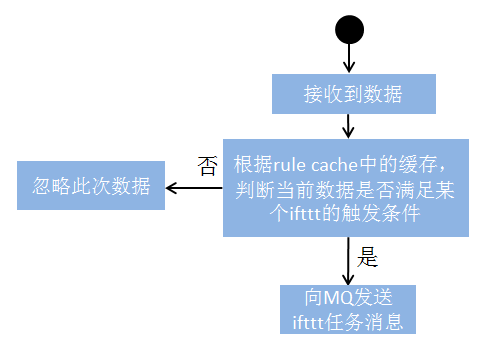 接收到数据
否
根据rule cache中的缓存，
判断当前数据是否满足某
个ifttt的触发条件
忽略此次数据
是
向MQ发送
ifttt任务消息